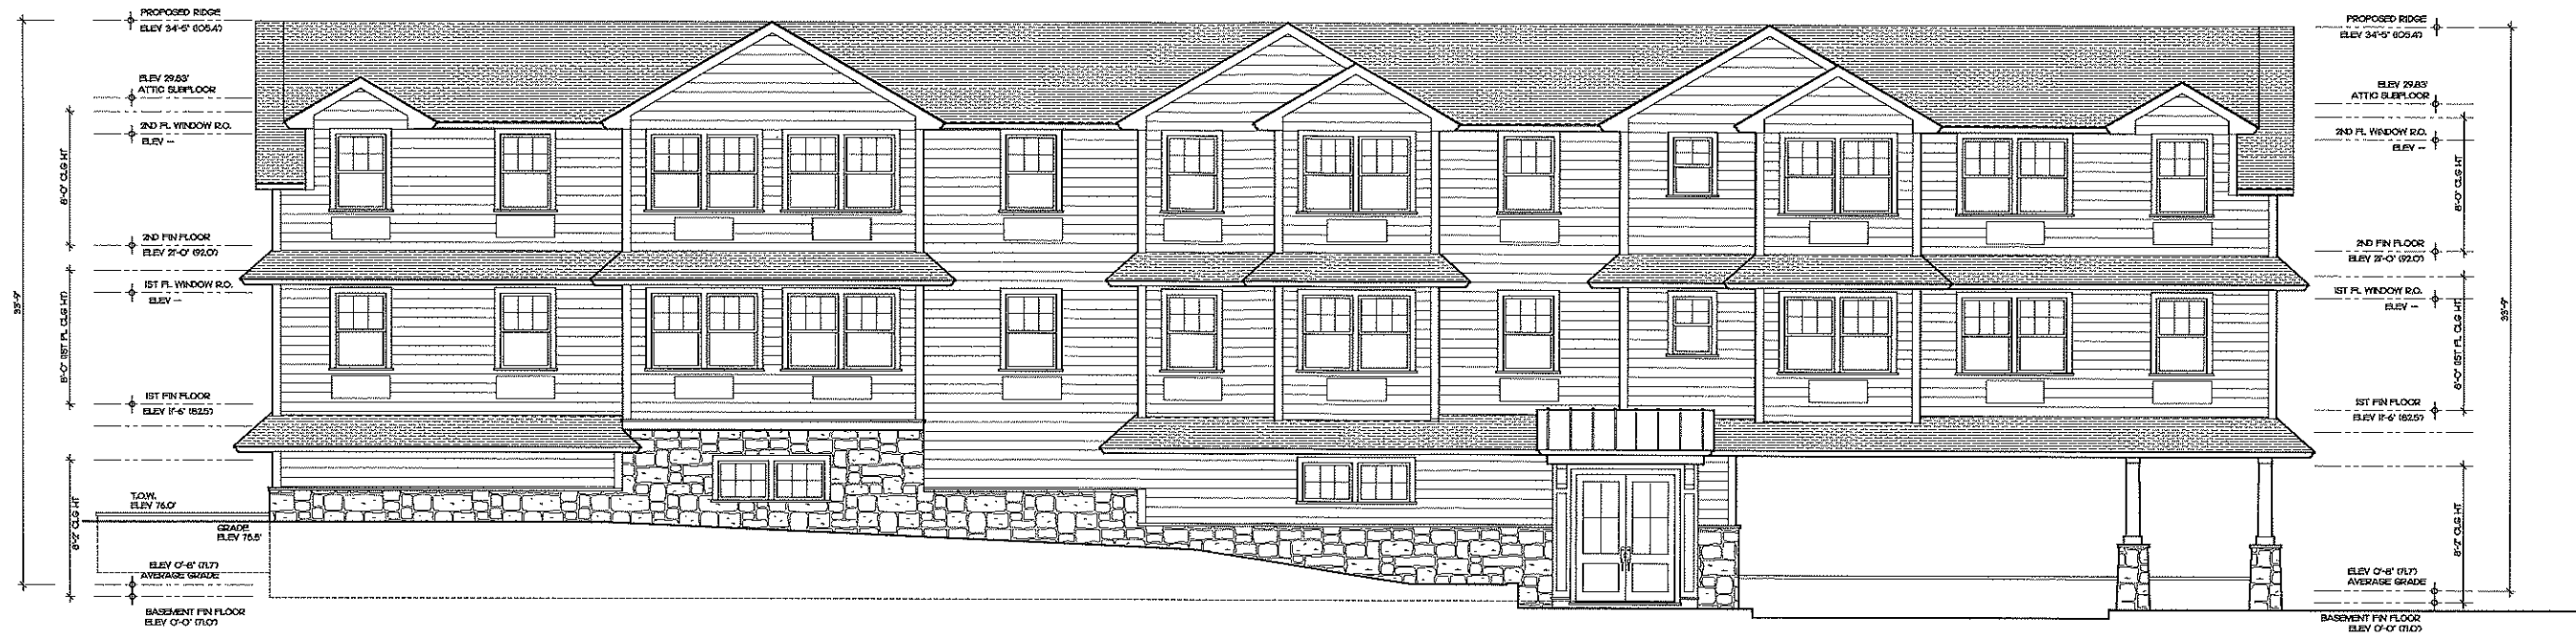 PROPOSED RIDGE
ELEV 34'-5" (105.4')
ELEV 29.83'
ATTIC SUBFLOOR
2ND FL. WINDOW R.O.
ELEV --
8'-0" CLG HT
2ND FIN FLOOR
ELEV 21'-0" (92.0')
1ST FL. WINDOW R.O.
ELEV --
33'-9"
8'-0" (1ST FL. CLG HT)
1ST FIN FLOOR
ELEV 11'-6" (82.5')
T.O.W.
ELEV 76.0'
GRADE
ELEV 75.5'
8'-2" CLG HT
ELEV 0'-8" (71.7')
AVERAGE GRADE
BASEMENT FIN FLOOR
ELEV 0'-0" (71.0')
PROPOSED RIDGE
ELEV 34'-5" (105.4')
ELEV 29.83'
ATTIC SUBFLOOR
2ND FL. WINDOW R.O.
ELEV --
8'-0" CLG HT
2ND FIN FLOOR
ELEV 21'-0" (92.0')
1ST FL. WINDOW R.O.
ELEV --
33'-9"
8'-0" (1ST FL. CLG HT)
1ST FIN FLOOR
ELEV 11'-6" (82.5')
8'-2" CLG HT
ELEV 0'-8" (71.7')
AVERAGE GRADE
BASEMENT FIN FLOOR
ELEV 0'-0" (71.0')